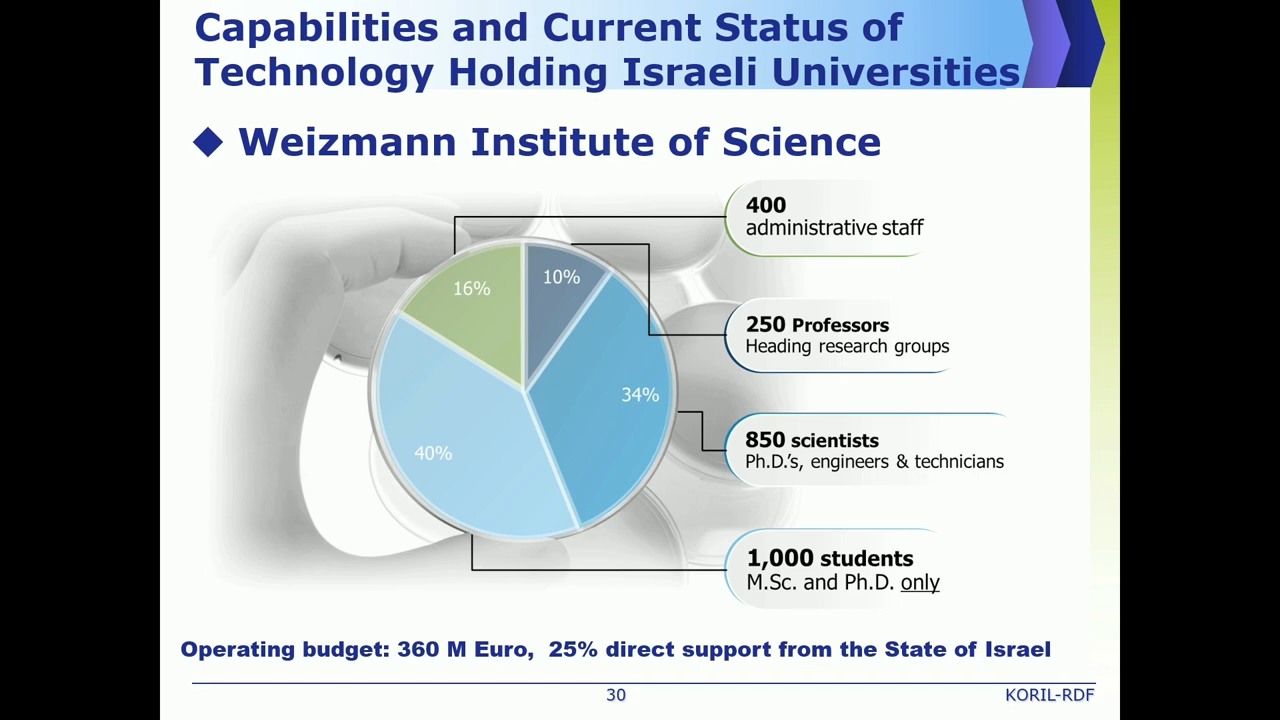 Capabilities and Current Status of
Technology Holding Israeli Universities
Weizmann Institute of Science
400
administrative staff
16%
10%
250 Professors
Heading research groups
34%
40%
850 scientists
Ph.D.'s, engineers & technicians
1,000 students
M.Sc. and Ph.D. only
Operating budget: 360 M Euro, 25% direct support from the State of Israel
30
KORIL-RDF